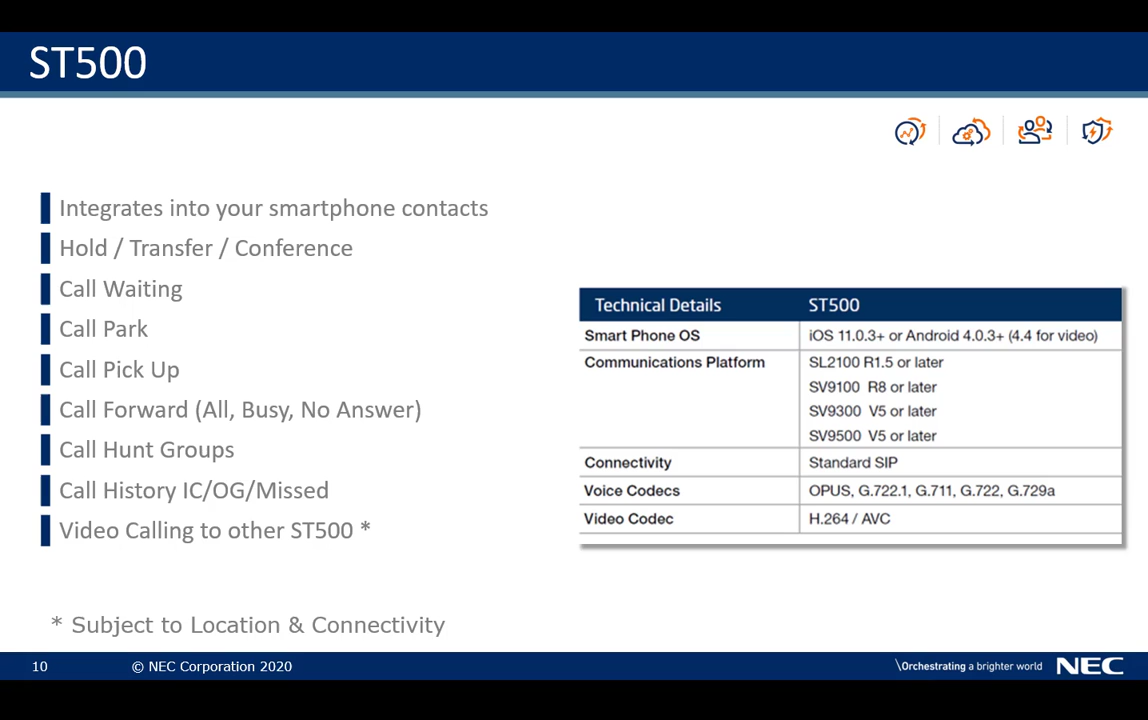 ST500
Integrates into your smartphone contacts
Hold / Transfer / Conference
Call Waiting
Call Park
Call Pick Up
Call Forward (All, Busy, No Answer)
Call Hunt Groups
Call History IC/OG/Missed
Video Calling to other ST500 *
* Subject to Location & Connectivity
Technical Details ST500
Smart Phone OS iOS 11.0.3+ or Android 4.0.3+ (4.4 for video)
Communications Platform SL2100 R1.5 or later
SV9100 R8 or later
SV9300 V5 or later
SV9500 V5 or later
Connectivity Standard SIP
Voice Codecs OPUS, G.722.1, G.711, G.722, G.729a
Video Codec H.264 / AVC
10 © NEC Corporation 2020 \Orchestrating a brighter world NEC